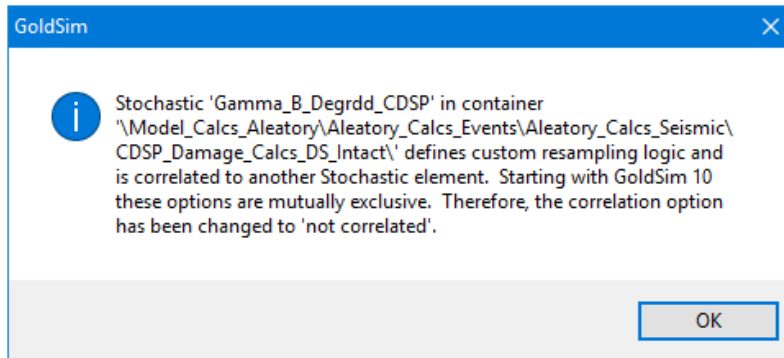 GoldSim
Stochastic 'Gamma_B_Degrdd_CDSP' in container
'\Model_Calcs_Aleatory\Aleatory_Calcs_Events\Aleatory_Calcs_Seismic\
CDSP_Damage_Calcs_DS_Intact\' defines custom resampling logic and
is correlated to another Stochastic element.  Starting with GoldSim 10
these options are mutually exclusive.  Therefore, the correlation option
has been changed to 'not correlated'.
OK